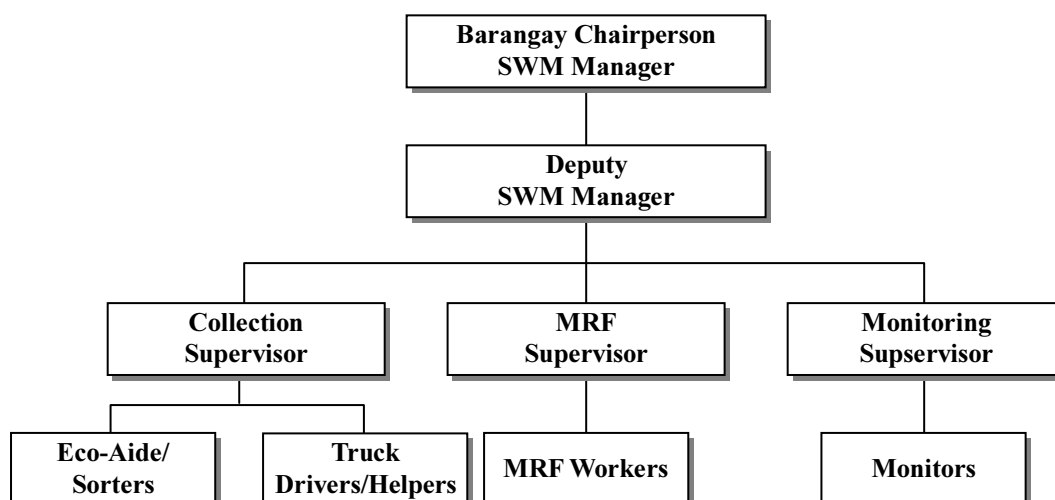 Barangay Chairperson
SWM Manager
Deputy
SWM Manager
Collection
Supervisor
MRF
Supervisor
Monitoring
Supservisor
Eco-Aide/
Sorters
Truck
Drivers/Helpers
MRF Workers
Monitors